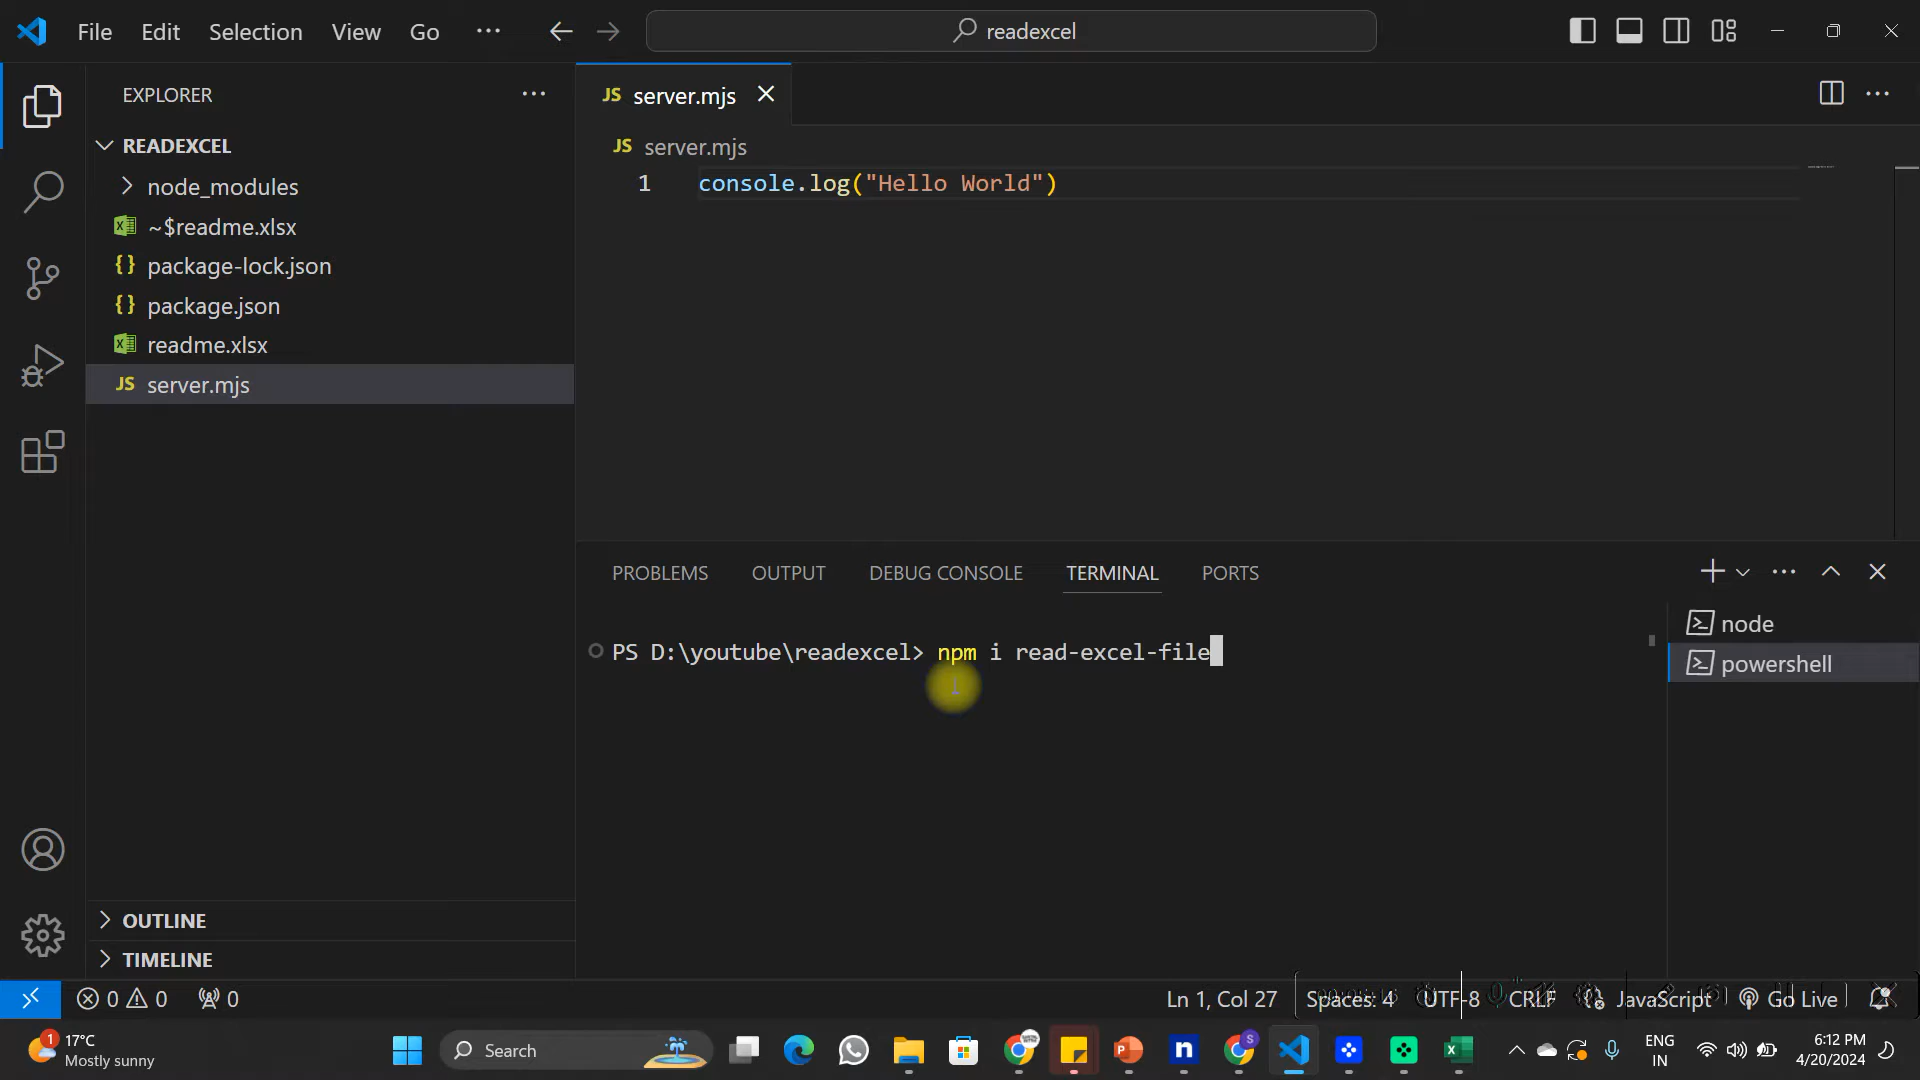 File Edit Selection View Go ··· readexcel
EXPLORER ···
READEXCEL
node_modules
~$readme.xlsx
package-lock.json
package.json
readme.xlsx
JS server.mjs
OUTLINE
TIMELINE
JS server.mjs
JS server.mjs
1 console.log("Hello World")
PROBLEMS OUTPUT DEBUG CONSOLE TERMINAL PORTS
PS D:\youtube\readexcel> npm i read-excel-file
node
powershell
0 0 0 Ln 1, Col 27 Spaces: 4 UTF-8 CRLF JavaScript Go Live
1 17°C
Mostly sunny
Search
ENG
IN
6:12 PM
4/20/2024